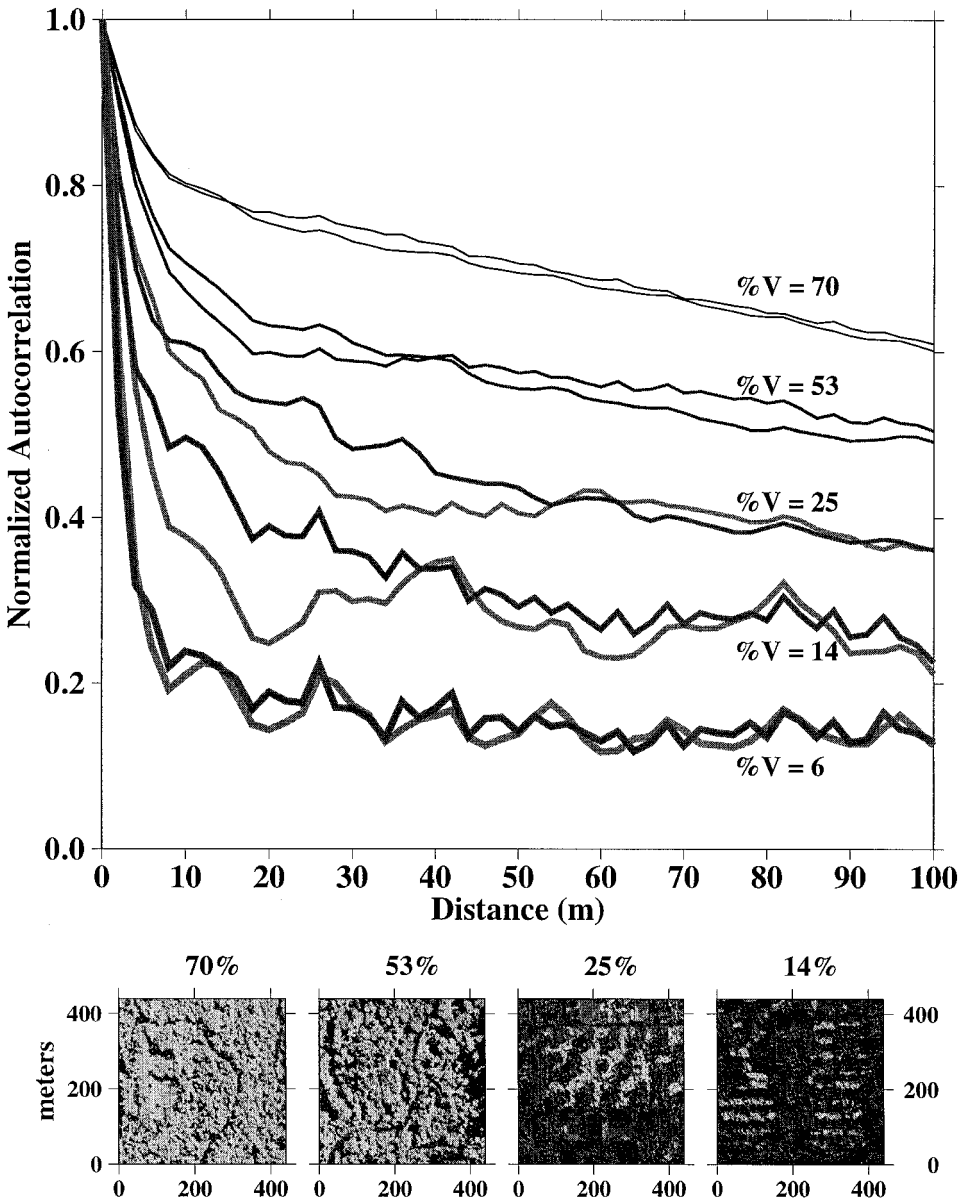 1.0
0.8
0.6
0.4
0.2
0.0
Normalized Autocorrelation
%V = 70
%V = 53
%V = 25
%V = 14
%V = 6
0 10 20 30 40 50 60 70 80 90 100
Distance (m)
70% 53% 25% 14%
400 400
200 200
0 0
meters
0 200 400 0 200 400 0 200 400 0 200 400